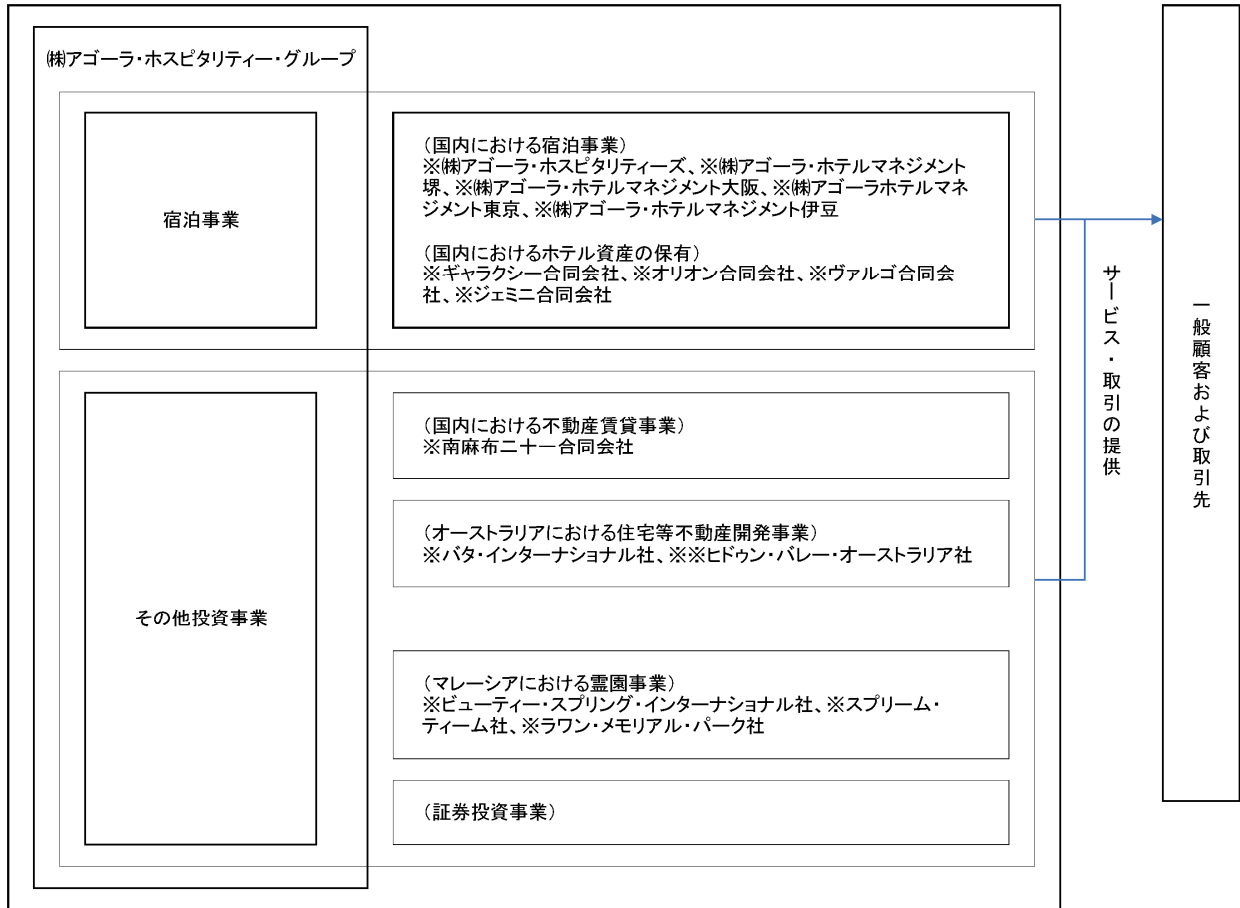 ㈱アゴーラ・ホスピタリティー・グループ
宿泊事業
（国内における宿泊事業）
※㈱アゴーラ・ホスピタリティーズ、※㈱アゴーラ・ホテルマネジメント
堺、※㈱アゴーラ・ホテルマネジメント大阪、※㈱アゴーラホテルマネ
ジメント東京、※㈱アゴーラ・ホテルマネジメント伊豆
（国内におけるホテル資産の保有）
※ギャラクシー合同会社、※オリオン合同会社、※ヴァルゴ合同会
社、※ジェミニ合同会社
その他投資事業
（国内における不動産賃貸事業）
※南麻布二十一合同会社
（オーストラリアにおける住宅等不動産開発事業）
※バタ・インターナショナル社、※※ヒドゥン・バレー・オーストラリア社
（マレーシアにおける霊園事業）
※ビューティー・スプリング・インターナショナル社、※スプリーム・
ティーム社、※ラワン・メモリアル・パーク社
（証券投資事業）
サービス・取引の提供
一般顧客および取引先